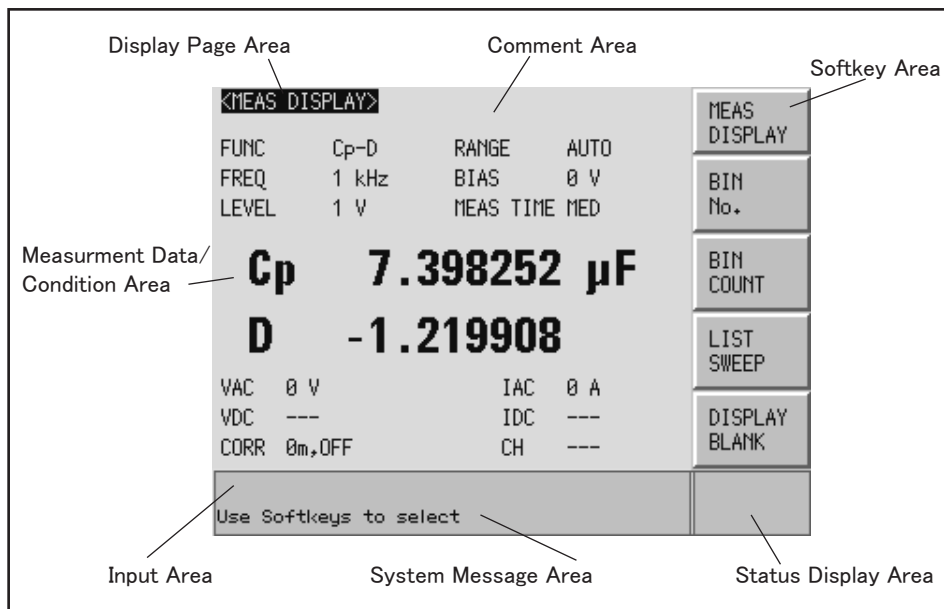 Display Page Area
Comment Area
Softkey Area
<MEAS DISPLAY>
FUNC Cp-D RANGE AUTO
FREQ 1 kHz BIAS 0 V
LEVEL 1 V MEAS TIME MED
Measurment Data/
Condition Area
Cp 7.398252 µF
D -1.219908
VAC 0 V IAC 0 A
VDC --- IDC ---
CORR 0m,OFF CH ---
MEAS
DISPLAY
BIN
No.
BIN
COUNT
LIST
SWEEP
DISPLAY
BLANK
Use Softkeys to select
Input Area
System Message Area
Status Display Area